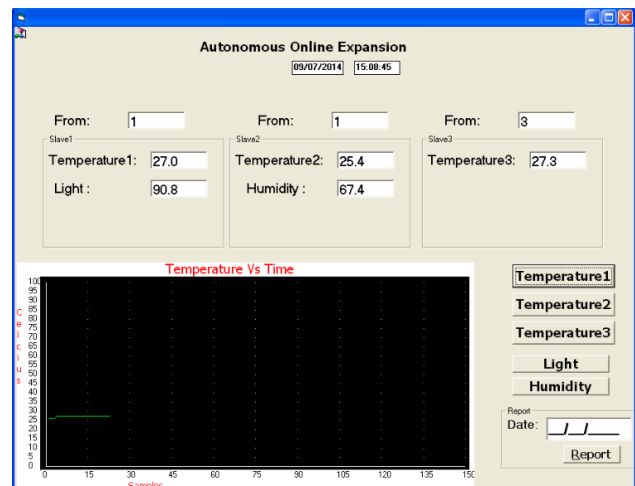 Autonomous Online Expansion
09/07/2014 15:08:45
From: 1 From: 1 From: 3
Slave1 Slave2 Slave3
Temperature1: 27.0 Temperature2: 25.4 Temperature3: 27.3
Light : 90.8 Humidity : 67.4
Temperature Vs Time
Temperature1
Temperature2
Temperature3
Light
Humidity
Report
Date: __/__/____
Report
Celcius
100
95
90
85
80
75
70
65
60
55
50
45
40
35
30
25
20
15
10
5
0
0 15 30 45 60 75 90 105 120 135 150
Samples